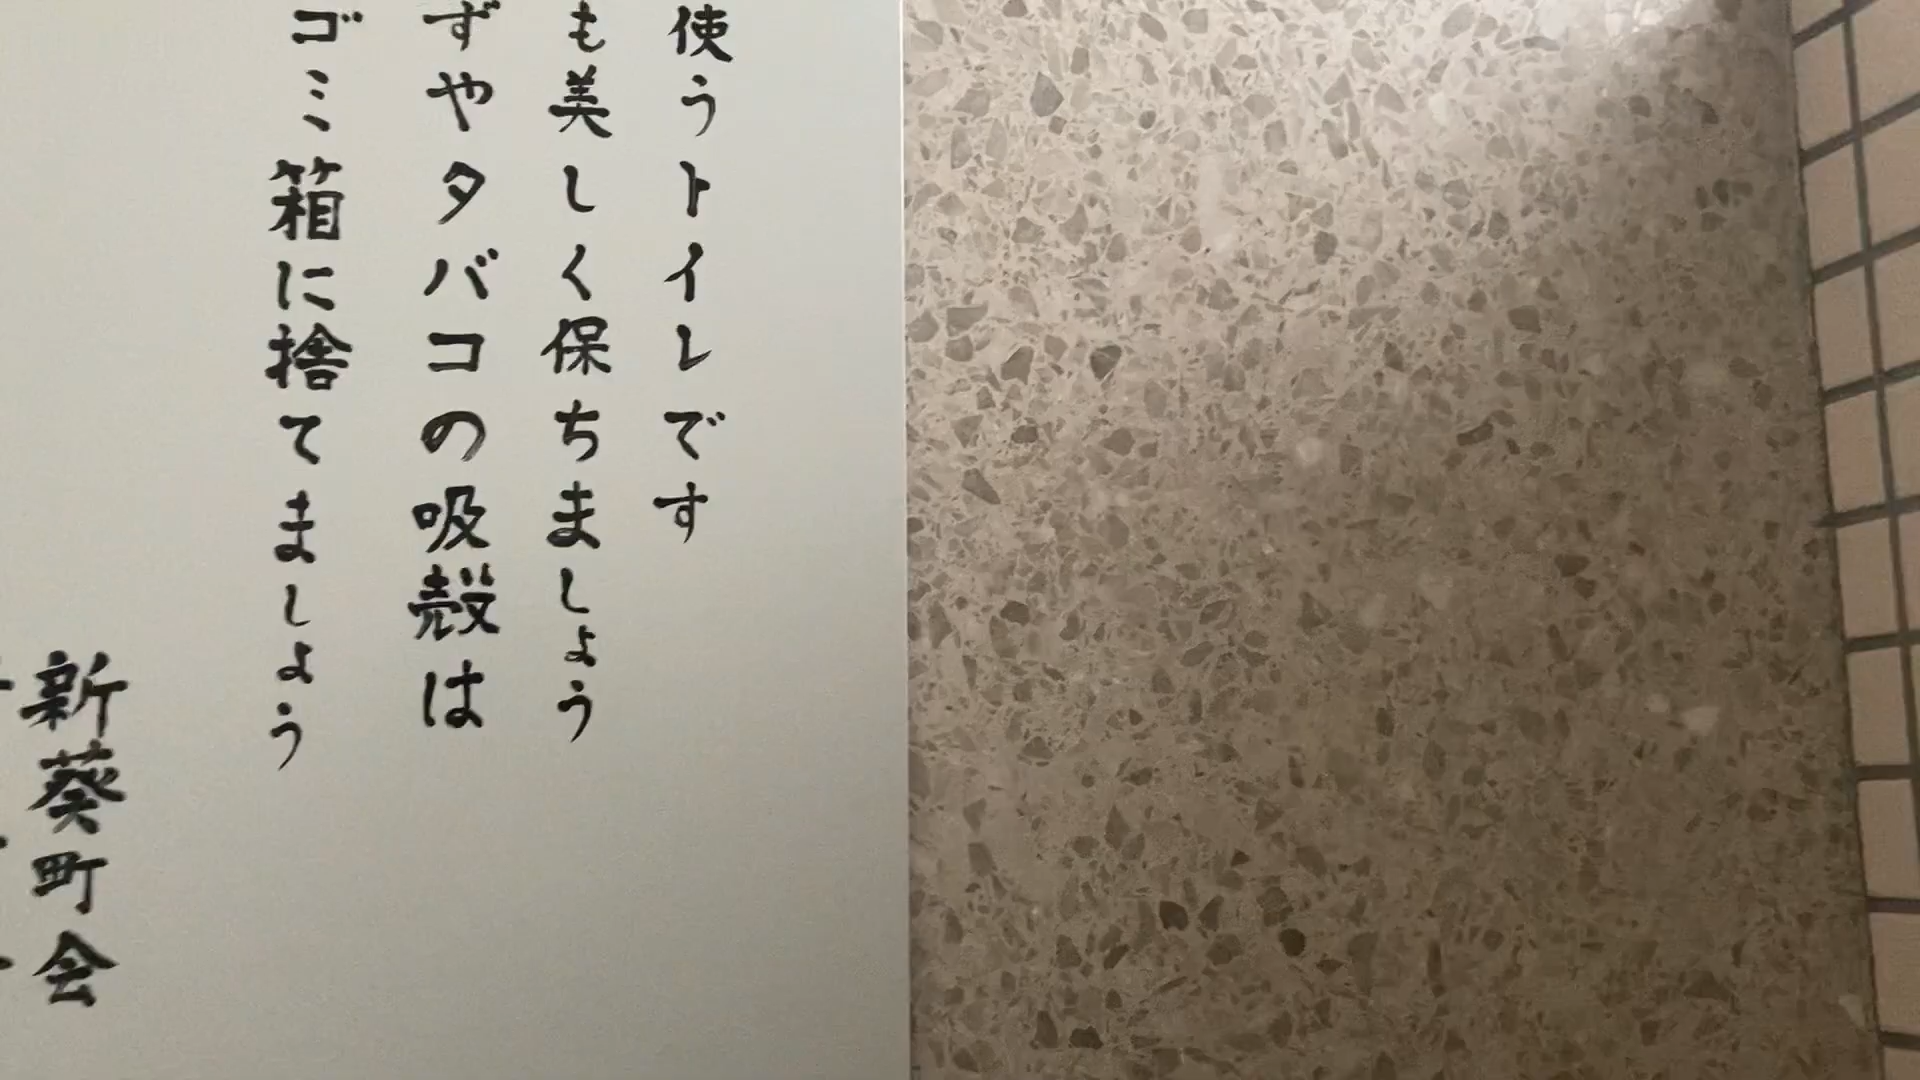 使うトイレです
も美しく保ちましょう
ずやタバコの吸殻は
ゴミ箱に捨てましょう
新葵町会